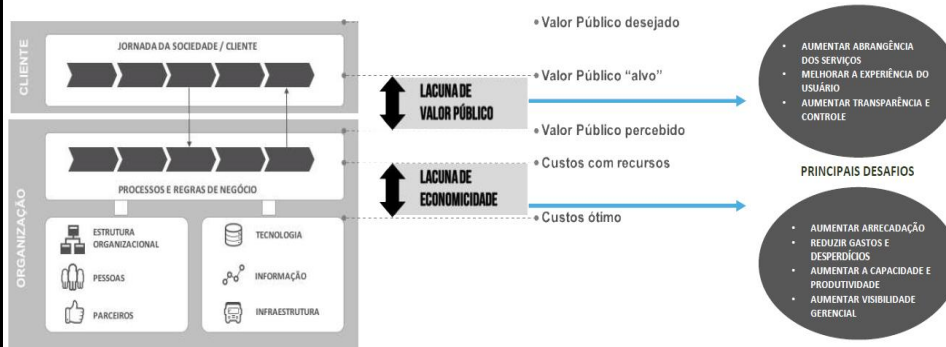 CLIENTE
JORNADA DA SOCIEDADE / CLIENTE
ORGANIZAÇÃO
PROCESSOS E REGRAS DE NEGÓCIO
ESTRUTURA
ORGANIZACIONAL
PESSOAS
PARCEIROS
TECNOLOGIA
INFORMAÇÃO
INFRAESTRUTURA
LACUNA DE
VALOR PÚBLICO
LACUNA DE
ECONOMICIDADE
• Valor Público desejado
• Valor Público “alvo”
• Valor Público percebido
• Custos com recursos
• Custos ótimo
• AUMENTAR ABRANGÊNCIA
DOS SERVIÇOS
• MELHORAR A EXPERIÊNCIA DO
USUÁRIO
• AUMENTAR TRANSPARÊNCIA E
CONTROLE
PRINCIPAIS DESAFIOS
• AUMENTAR ARRECADAÇÃO
• REDUZIR GASTOS E
DESPERDÍCIOS
• AUMENTAR A CAPACIDADE E
PRODUTIVIDADE
• AUMENTAR VISIBILIDADE
GERENCIAL